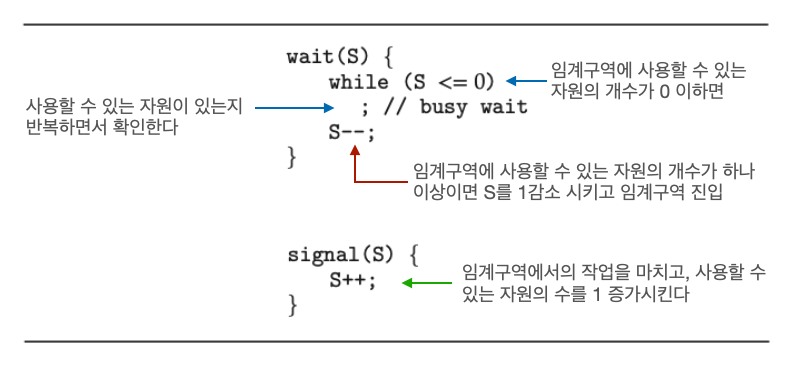 wait(S) {
while (S <= 0)
; // busy wait
S--;
}
임계구역에 사용할 수 있는
자원의 개수가 0 이하면
사용할 수 있는 자원이 있는지
반복하면서 확인한다
임계구역에 사용할 수 있는 자원의 개수가 하나
이상이면 S를 1감소 시키고 임계구역 진입
signal(S) {
S++;
}
임계구역에서의 작업을 마치고, 사용할 수
있는 자원의 수를 1 증가시킨다